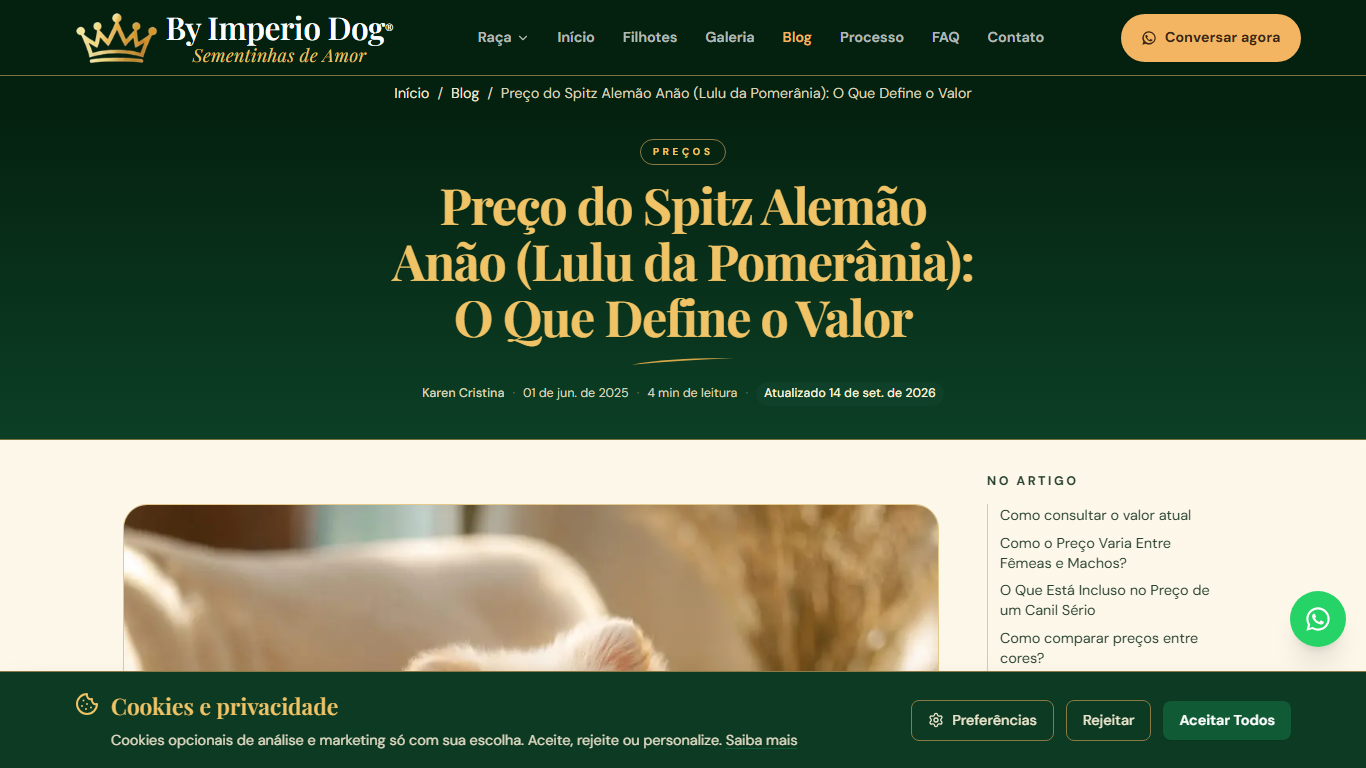 By Imperio Dog®
Sementinhas de Amor
Raça
Início
Filhotes
Galeria
Blog
Processo
FAQ
Contato
Conversar agora
Início / Blog / Preço do Spitz Alemão Anão (Lulu da Pomerânia): O Que Define o Valor
PREÇOS
Preço do Spitz Alemão
Anão (Lulu da Pomerânia):
O Que Define o Valor
Karen Cristina · 01 de jun. de 2025 · 4 min de leitura · Atualizado 14 de set. de 2026
NO ARTIGO
Como consultar o valor atual
Como o Preço Varia Entre
Fêmeas e Machos?
O Que Está Incluso no Preço de
um Canil Sério
Como comparar preços entre
cores?
Cookies e privacidade
Cookies opcionais de análise e marketing só com sua escolha. Aceite, rejeite ou personalize. Saiba mais
Preferências
Rejeitar
Aceitar Todos